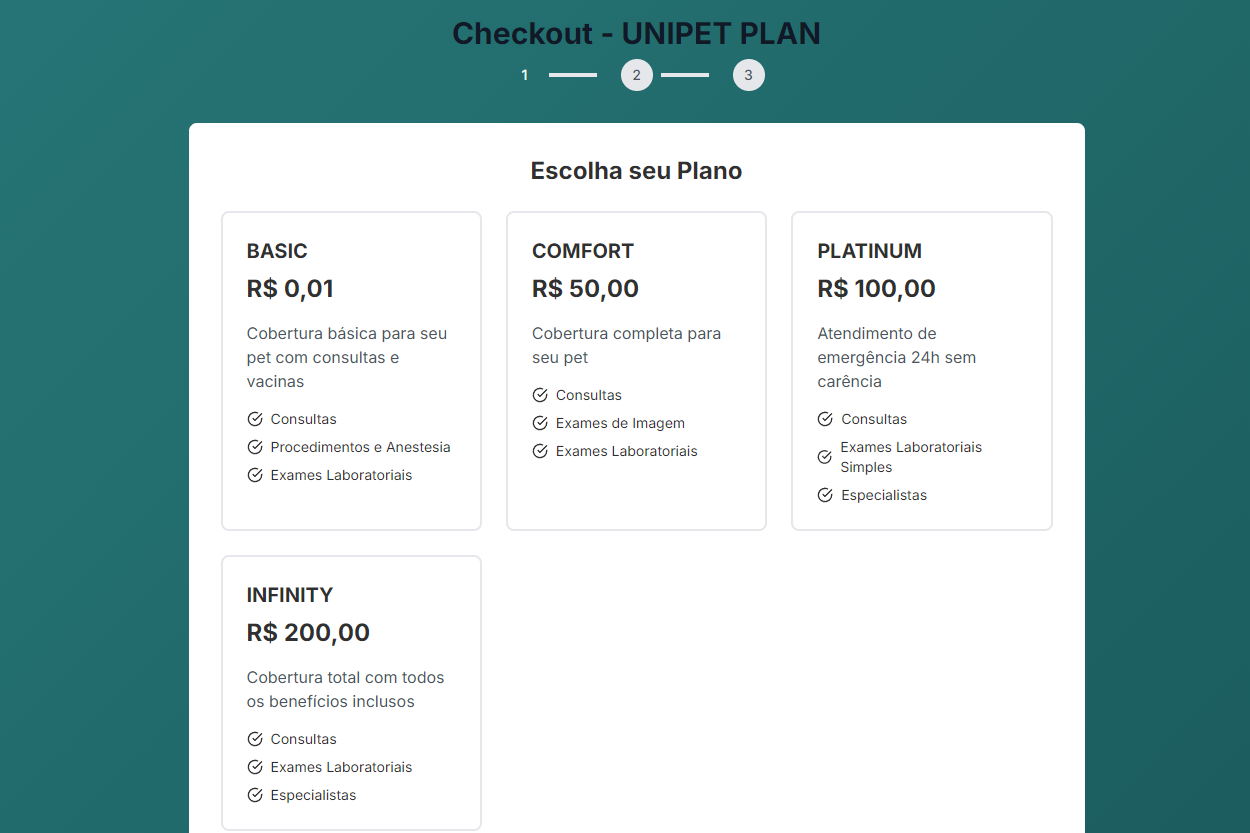 Checkout - UNIPET PLAN
1 2 3
Escolha seu Plano
BASIC
R$ 0,01
Cobertura básica para seu
pet com consultas e
vacinas
Consultas
Procedimentos e Anestesia
Exames Laboratoriais
COMFORT
R$ 50,00
Cobertura completa para
seu pet
Consultas
Exames de Imagem
Exames Laboratoriais
PLATINUM
R$ 100,00
Atendimento de
emergência 24h sem
carência
Consultas
Exames Laboratoriais
Simples
Especialistas
INFINITY
R$ 200,00
Cobertura total com todos
os benefícios inclusos
Consultas
Exames Laboratoriais
Especialistas